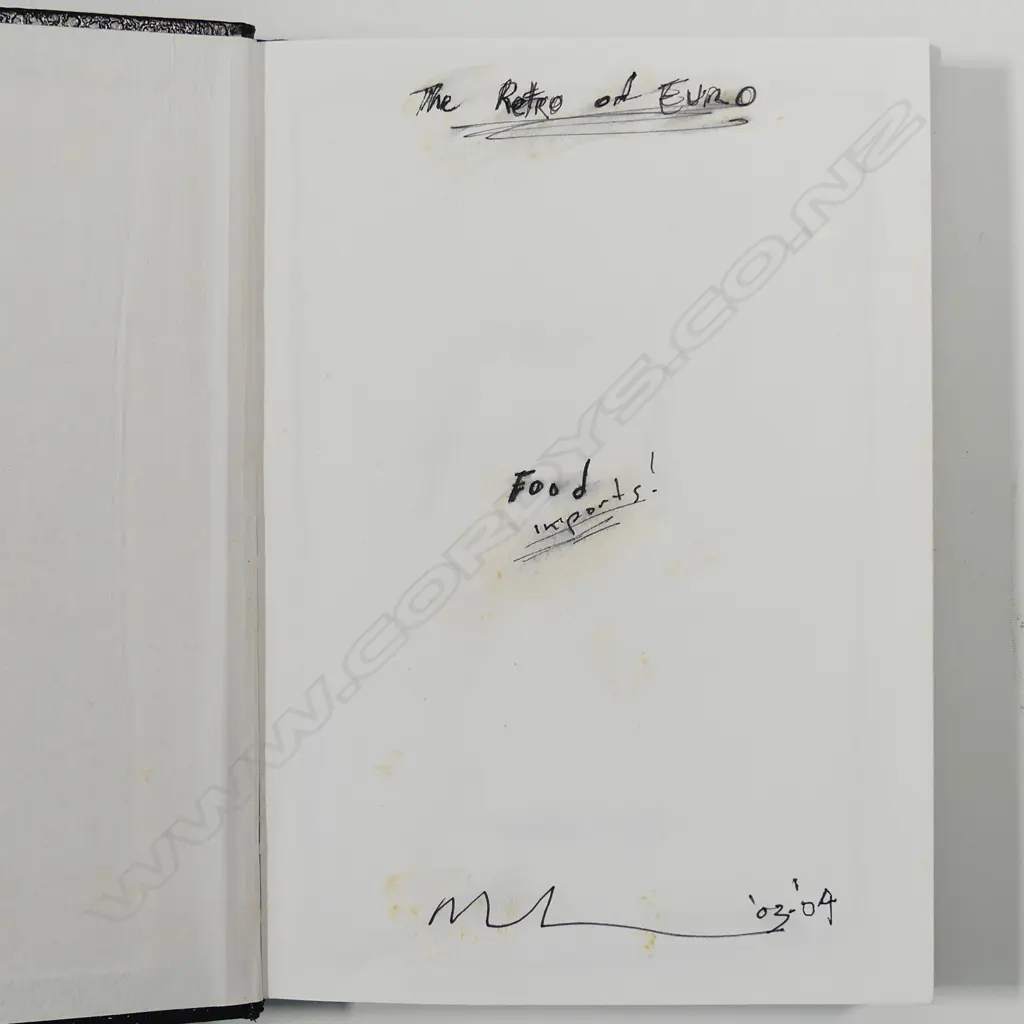 The Retro of EURO
Food
imports!
'03-'04
WWW.CORDYS.CO.NZ